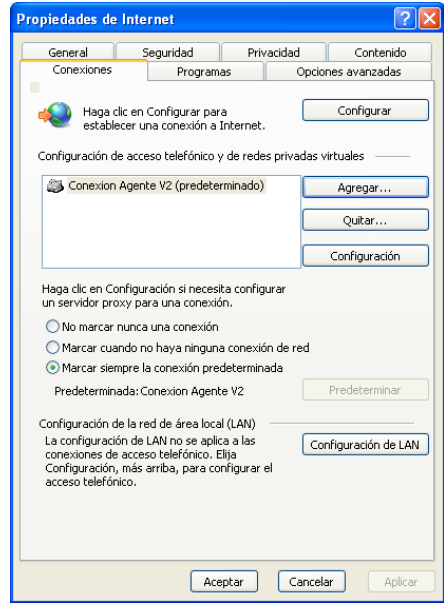 Propiedades de Internet
General
Seguridad
Privacidad
Contenido
Conexiones
Programas
Opciones avanzadas
Haga clic en Configurar para
establecer una conexión a Internet.
Configurar
Configuración de acceso telefónico y de redes privadas virtuales
Conexion Agente V2 (predeterminado)
Agregar...
Quitar...
Configuración
Haga clic en Configuración si necesita configurar
un servidor proxy para una conexión.
No marcar nunca una conexión
Marcar cuando no haya ninguna conexión de red
Marcar siempre la conexión predeterminada
Predeterminada: Conexion Agente V2
Predeterminar
Configuración de la red de área local (LAN)
La configuración de LAN no se aplica a las
conexiones de acceso telefónico. Elija
Configuración, más arriba, para configurar el
acceso telefónico.
Configuración de LAN
Aceptar
Cancelar
Aplicar